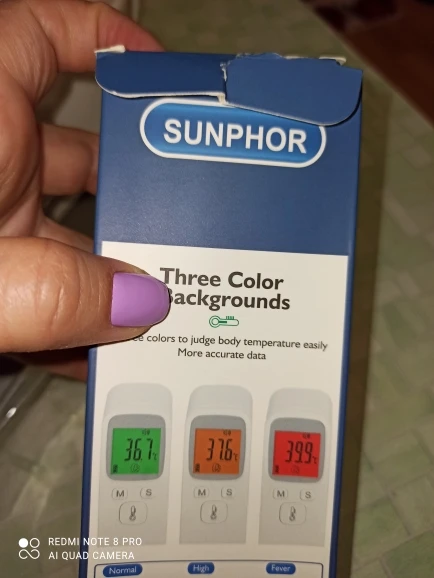 SUNPHOR
Three Color
Backgrounds
colors to judge body temperature easily
More accurate data
36.7°C
37.6°C
39.9°C
M S
M S
M S
Normal
High
Fever
REDMI NOTE 8 PRO
AI QUAD CAMERA